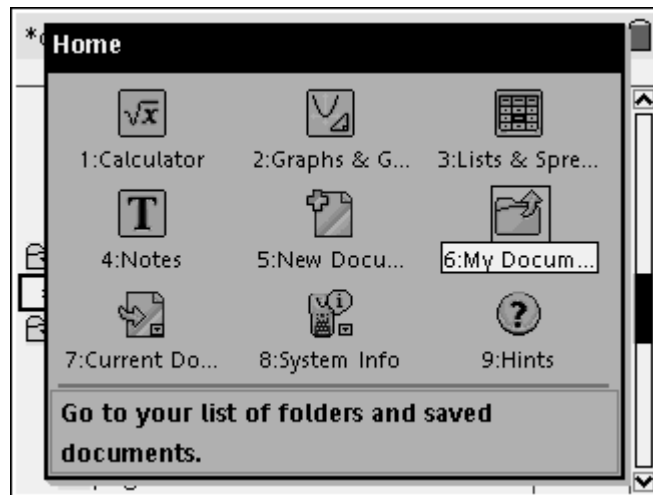 Home
1:Calculator
2:Graphs & G...
3:Lists & Spre...
4:Notes
5:New Docu...
6:My Docum...
7:Current Do...
8:System Info
9:Hints
Go to your list of folders and saved
documents.